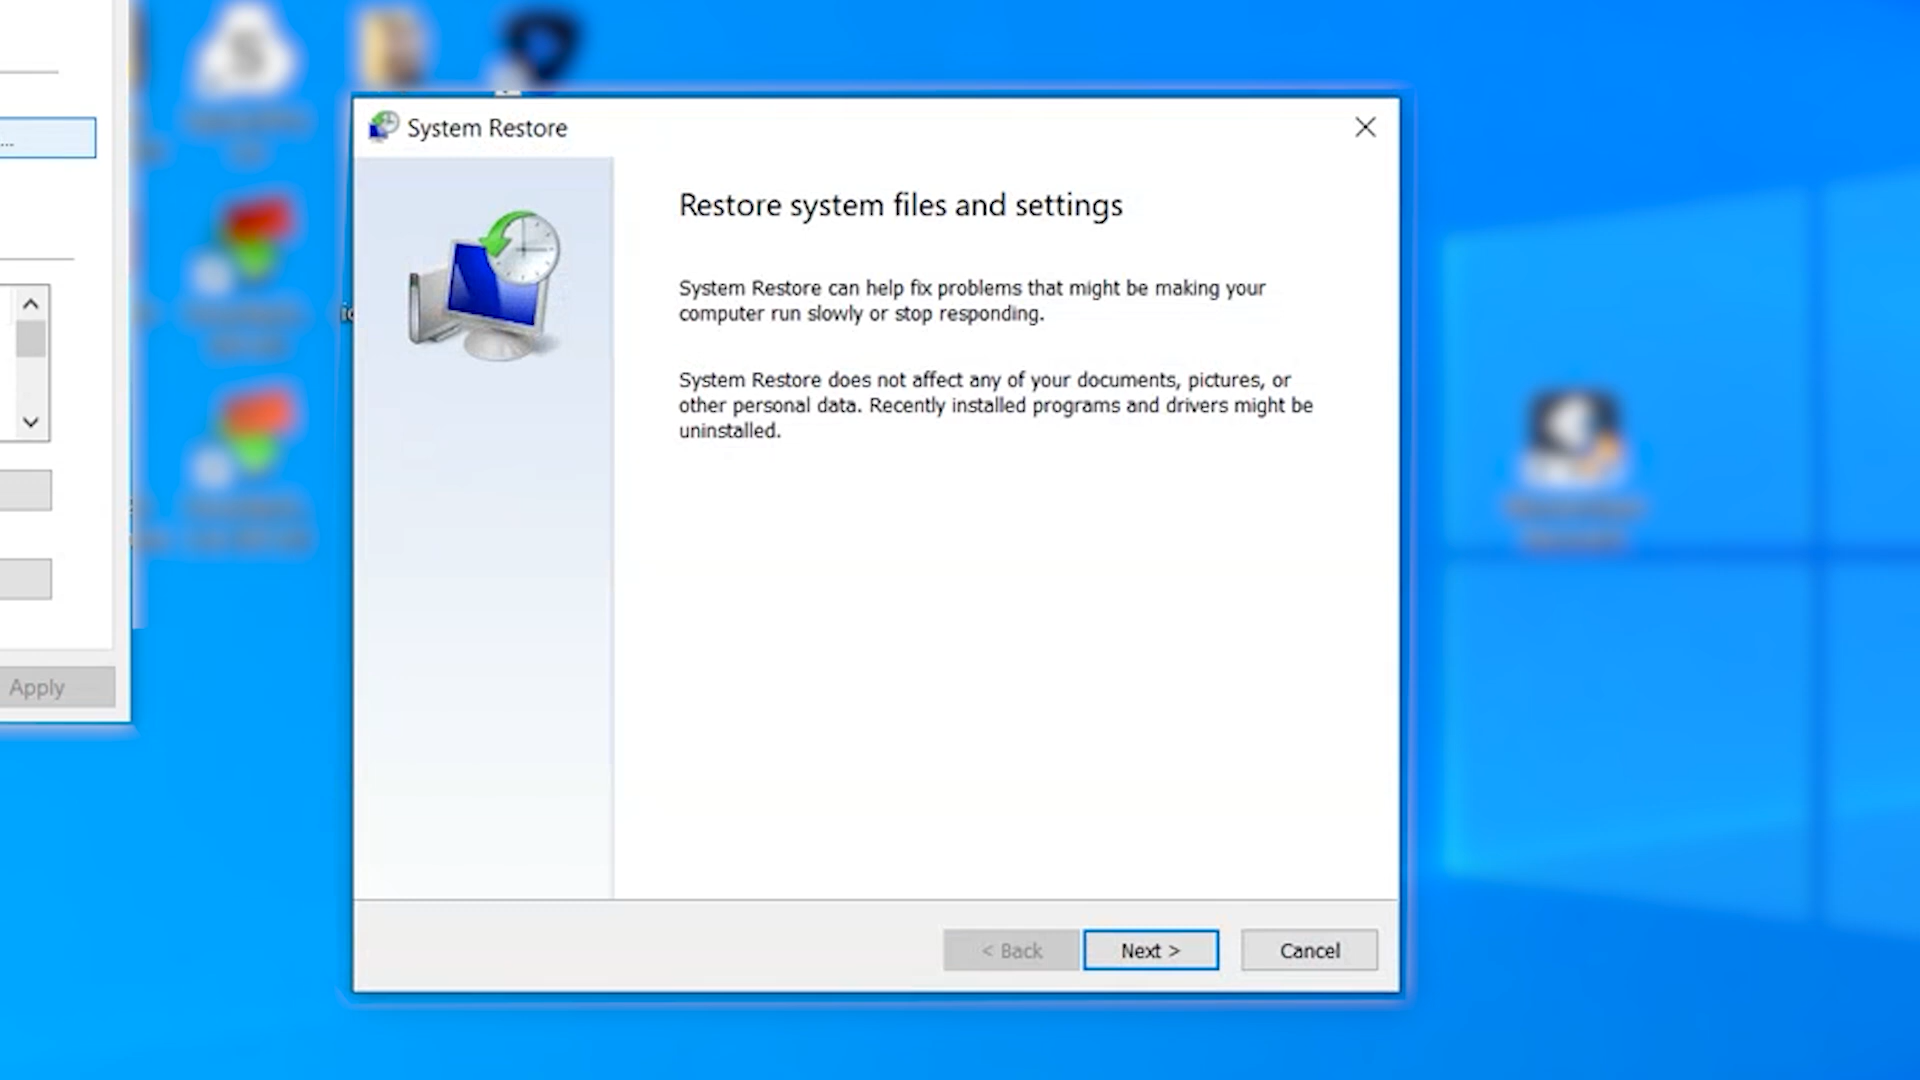 System Restore
Restore system files and settings
System Restore can help fix problems that might be making your
computer run slowly or stop responding.
System Restore does not affect any of your documents, pictures, or
other personal data. Recently installed programs and drivers might be
uninstalled.
...
Apply
< Back
Next >
Cancel